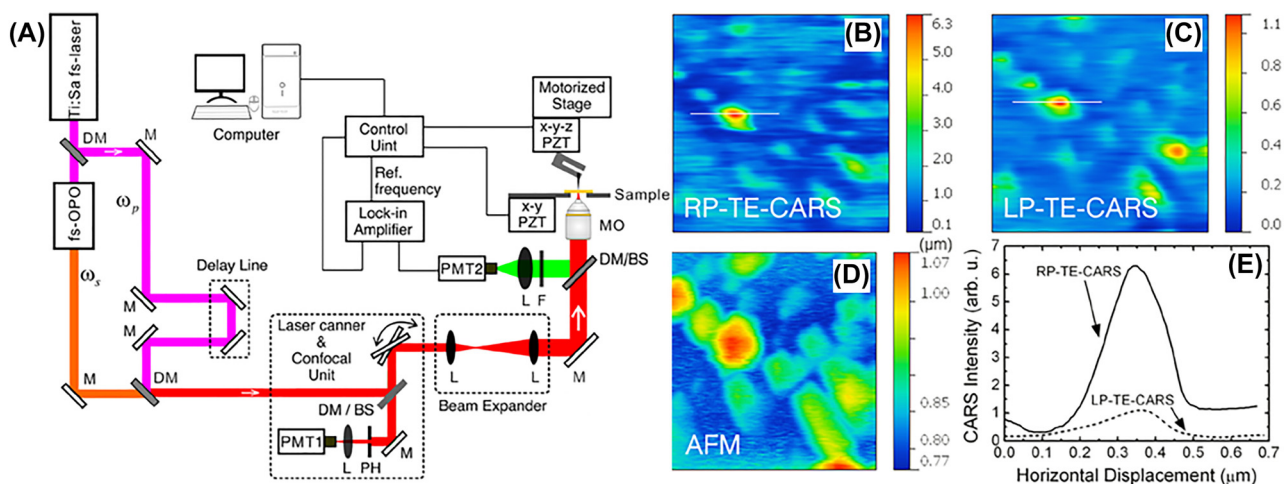 (A)
Ti:Sa fs-laser
DM
M
fs-OPO
ωp
ωs
Delay Line
M
M
M
DM
Computer
Control
Uint
Ref.
frequency
Lock-in
Amplifier
Motorized
Stage
x-y-z
PZT
Sample
x-y
PZT
MO
PMT2
L F
DM/BS
Laser canner
&
Confocal
Unit
DM / BS
PMT1
L PH
M
L
L
Beam Expander
M
(B)
RP-TE-CARS
6.3
5.0
4.0
3.0
2.0
1.0
0.1
(C)
LP-TE-CARS
1.1
1.0
0.8
0.6
0.4
0.2
0.0
(D)
AFM
(μm)
1.07
1.00
0.85
0.80
0.77
(E)
CARS Intensity (arb. u.)
7
6
5
4
3
2
1
0
RP-TE-CARS
LP-TE-CARS
0.0 0.1 0.2 0.3 0.4 0.5 0.6 0.7
Horizontal Displacement (μm)